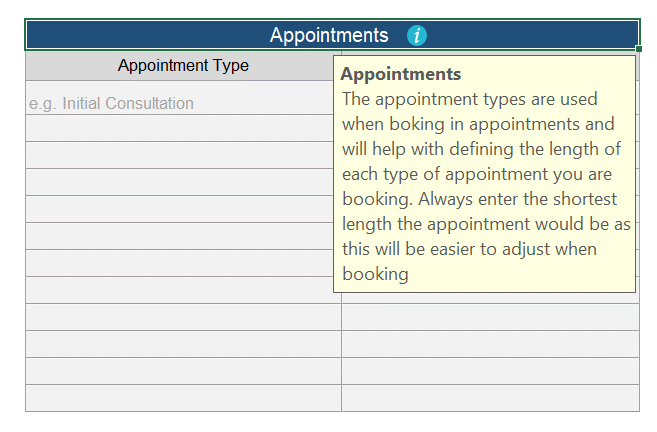 Appointments i
Appointment Type
e.g. Initial Consultation
Appointments
The appointment types are used
when boking in appointments and
will help with defining the length of
each type of appointment you are
booking. Always enter the shortest
length the appointment would be as
this will be easier to adjust when
booking